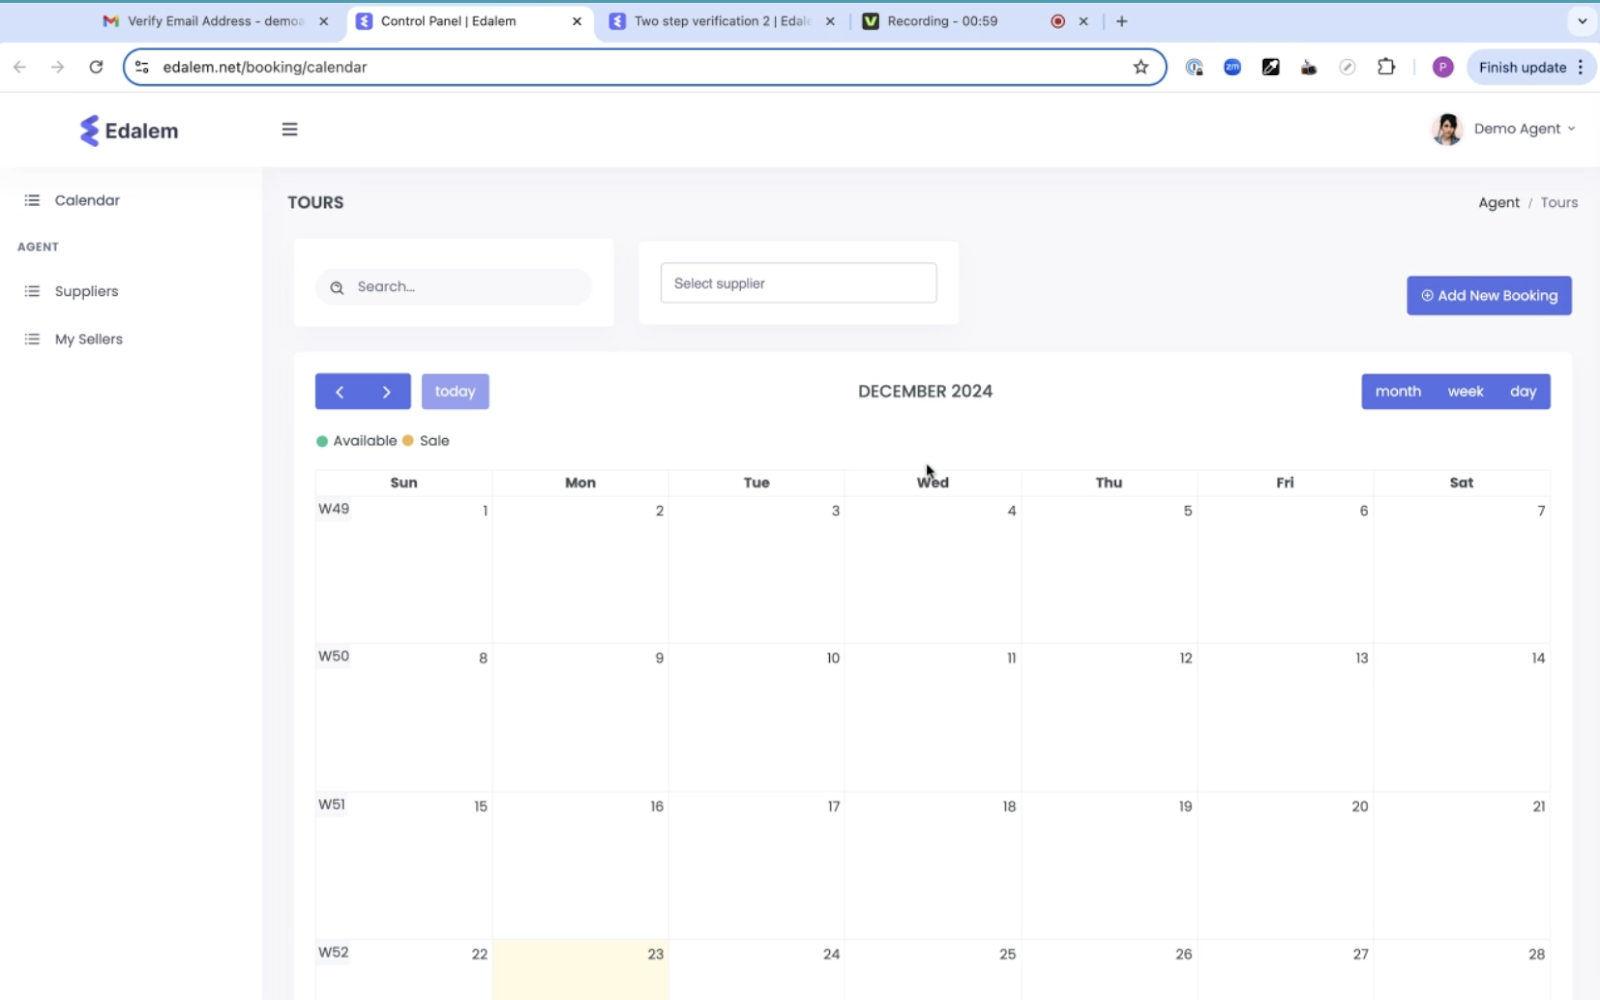 Verify Email Address - demoa
Control Panel | Edalem
Two step verification 2 | Edale
Recording - 00:59
edalem.net/booking/calendar
zm
P
Finish update
Edalem
Demo Agent
Calendar
AGENT
Suppliers
My Sellers
TOURS
Agent / Tours
Search...
Select supplier
Add New Booking
today
DECEMBER 2024
month week day
Available Sale
Sun Mon Tue Wed Thu Fri Sat
W49 1 2 3 4 5 6 7
W50 8 9 10 11 12 13 14
W51 15 16 17 18 19 20 21
W52 22 23 24 25 26 27 28